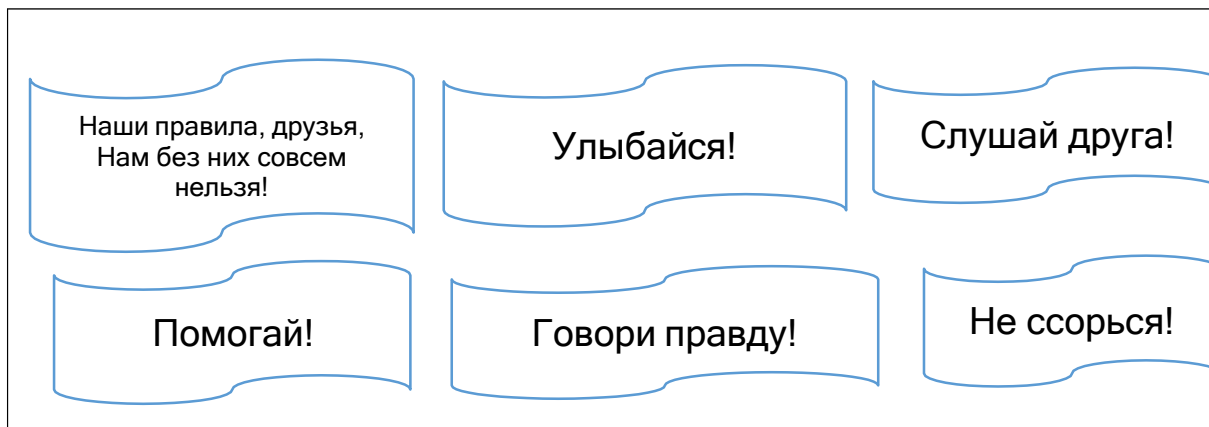 Наши правила, друзья,
Нам без них совсем
нельзя!
Улыбайся!
Слушай друга!
Помогай!
Говори правду!
Не ссорься!